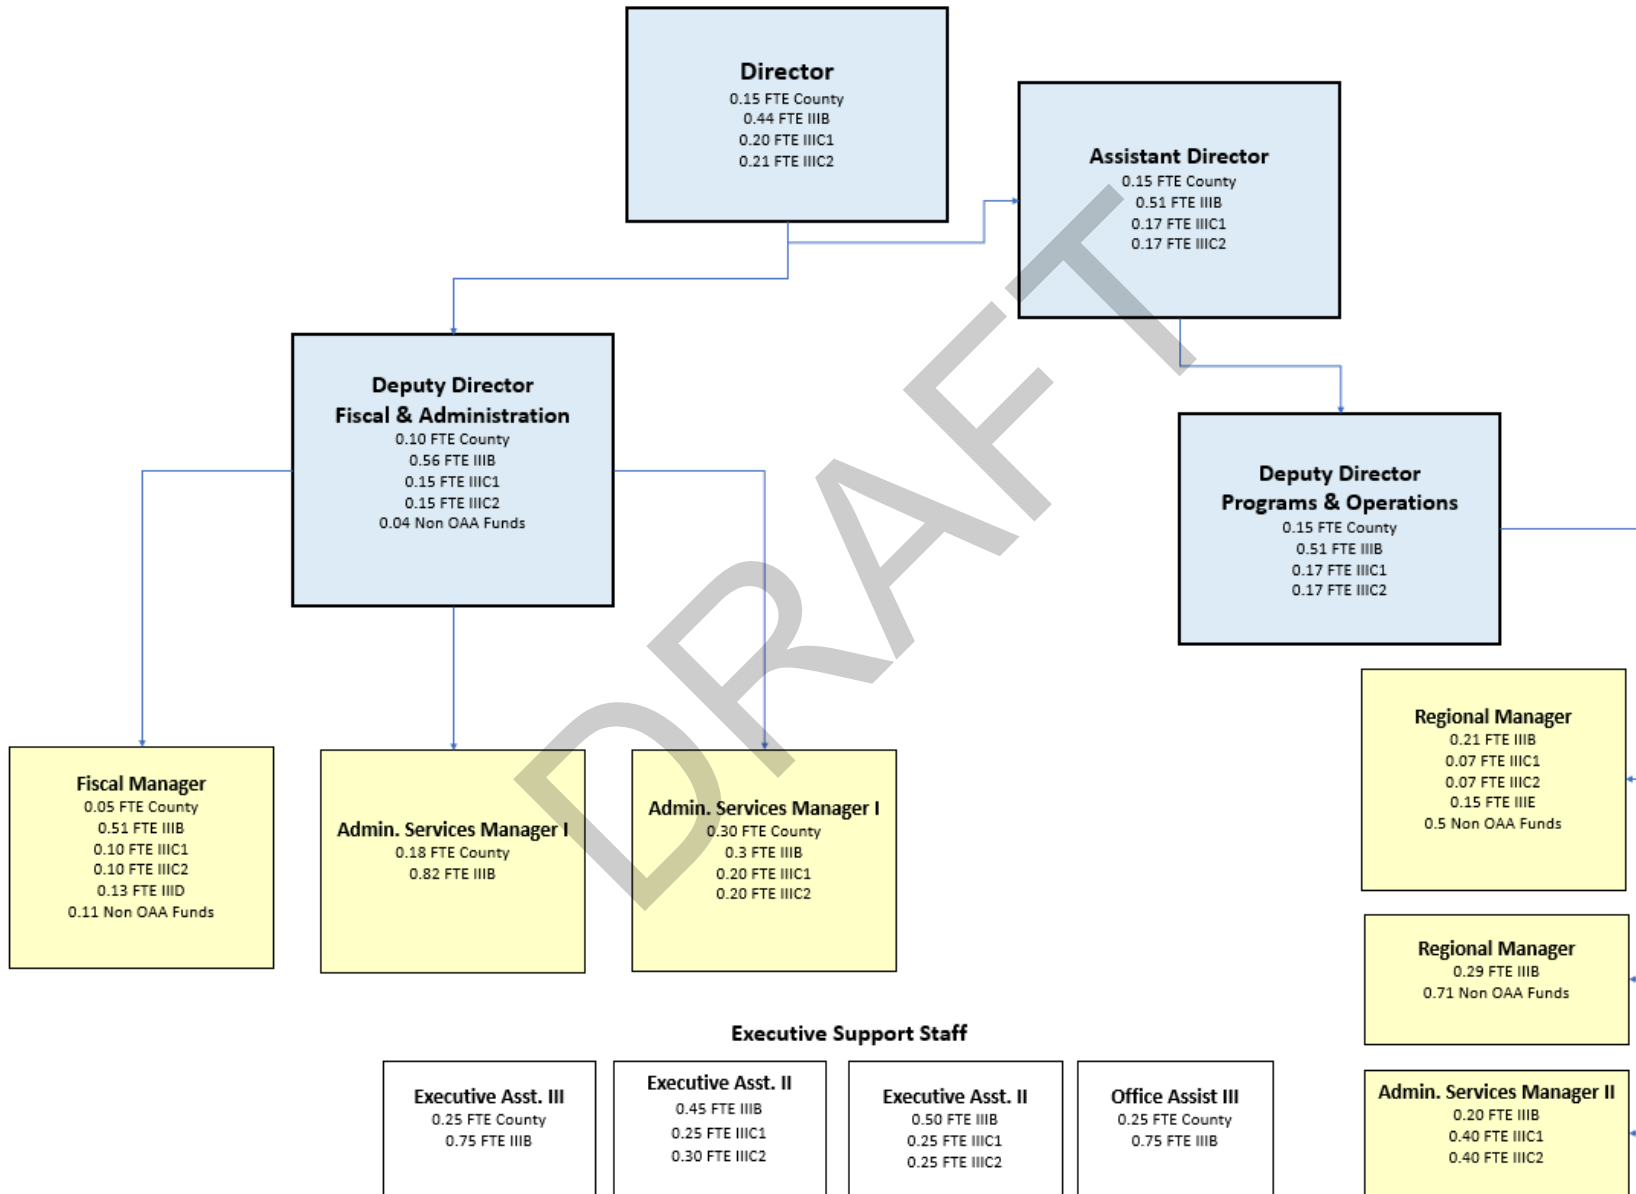 Director
0.15 FTE County
0.44 FTE IIIB
0.20 FTE IIIC1
0.21 FTE IIIC2
Assistant Director
0.15 FTE County
0.51 FTE IIIB
0.17 FTE IIIC1
0.17 FTE IIIC2
Deputy Director
Fiscal & Administration
0.10 FTE County
0.56 FTE IIIB
0.15 FTE IIIC1
0.15 FTE IIIC2
0.04 Non OAA Funds
Deputy Director
Programs & Operations
0.15 FTE County
0.51 FTE IIIB
0.17 FTE IIIC1
0.17 FTE IIIC2
DRAFT
Fiscal Manager
0.05 FTE County
0.51 FTE IIIB
0.10 FTE IIIC1
0.10 FTE IIIC2
0.13 FTE IIID
0.11 Non OAA Funds
Admin. Services Manager I
0.18 FTE County
0.82 FTE IIIB
Admin. Services Manager I
0.30 FTE County
0.3 FTE IIIB
0.20 FTE IIIC1
0.20 FTE IIIC2
Regional Manager
0.21 FTE IIIB
0.07 FTE IIIC1
0.07 FTE IIIC2
0.15 FTE IIIE
0.5 Non OAA Funds
Regional Manager
0.29 FTE IIIB
0.71 Non OAA Funds
Admin. Services Manager II
0.20 FTE IIIB
0.40 FTE IIIC1
0.40 FTE IIIC2
Executive Support Staff
Executive Asst. III
0.25 FTE County
0.75 FTE IIIB
Executive Asst. II
0.45 FTE IIIB
0.25 FTE IIIC1
0.30 FTE IIIC2
Executive Asst. II
0.50 FTE IIIB
0.25 FTE IIIC1
0.25 FTE IIIC2
Office Assist III
0.25 FTE County
0.75 FTE IIIB